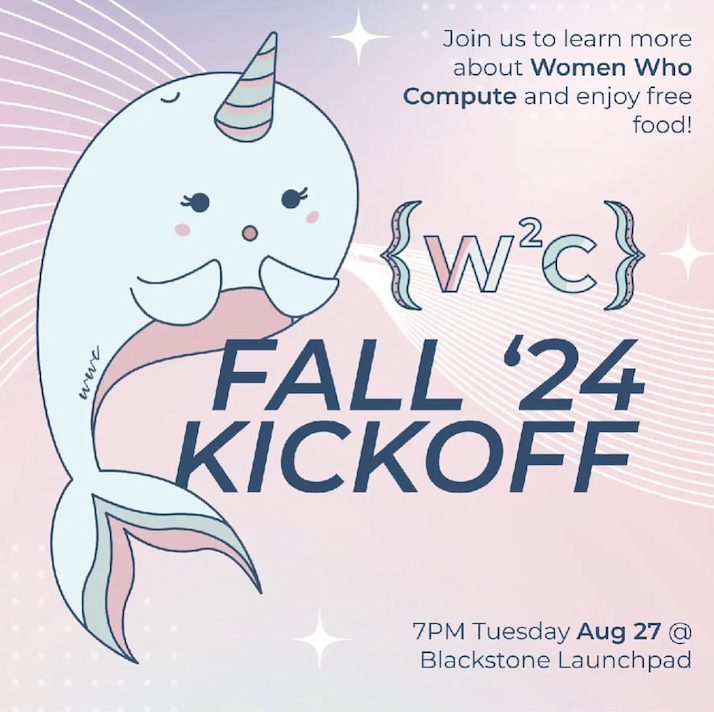 Join us to learn more
about Women Who
Compute and enjoy free
food!
{W²C}
FALL ‘24
KICKOFF
wwc
7PM Tuesday Aug 27 @
Blackstone Launchpad